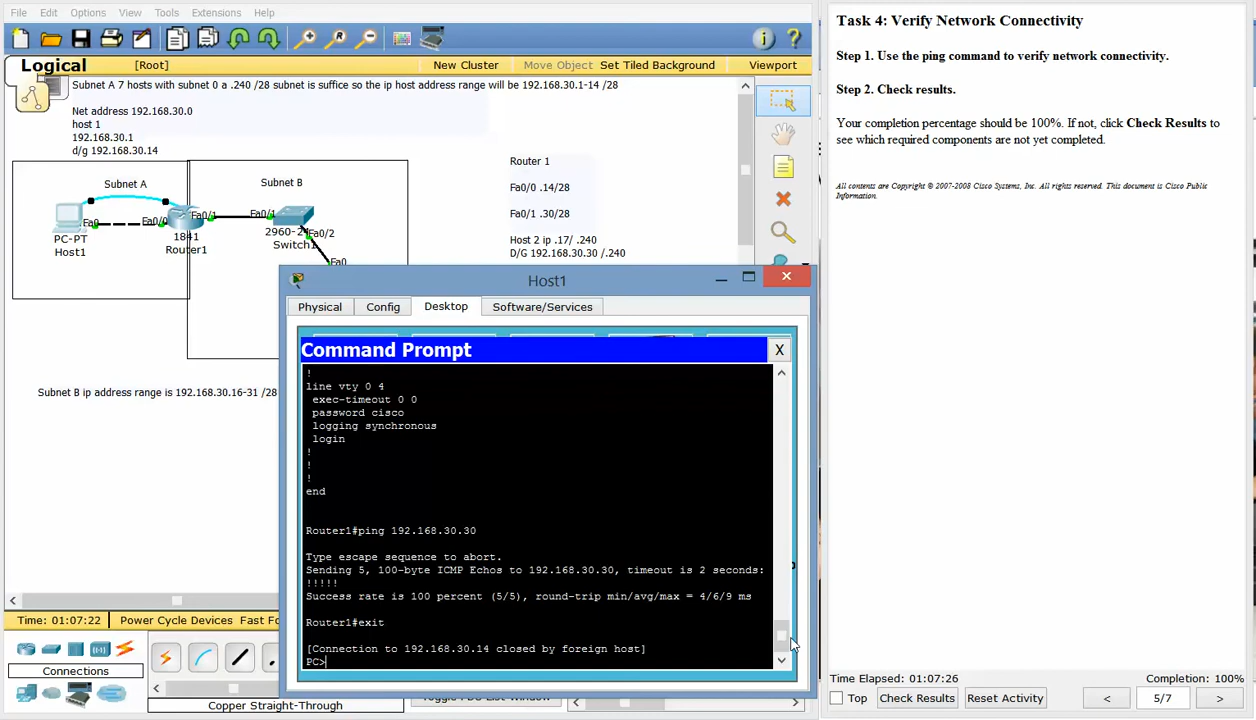 File Edit Options View Tools Extensions Help
Logical [Root] New Cluster Move Object Set Tiled Background Viewport
Subnet A 7 hosts with subnet 0 a .240 /28 subnet is suffice so the ip host address range will be 192.168.30.1-14 /28
Net address 192.168.30.0
host 1
192.168.30.1
d/g 192.168.30.14
Subnet A
Subnet B
Fa0
Fa0/0
Fa0/1
Fa0/1
Fa0/2
Fa0
PC-PT
Host1
1841
Router1
Switch1
Router 1
Fa0/0 .14/28
Fa0/1 .30/28
Host 2 ip .17/ .240
D/G 192.168.30.30 /.240
Subnet B ip address range is 192.168.30.16-31 /28
Host1
Physical Config Desktop Software/Services
Command Prompt X
!
line vty 0 4
exec-timeout 0 0
password cisco
logging synchronous
login
!
!
!
end
Router1#ping 192.168.30.30
Type escape sequence to abort.
Sending 5, 100-byte ICMP Echos to 192.168.30.30, timeout is 2 seconds:
!!!!!
Success rate is 100 percent (5/5), round-trip min/avg/max = 4/6/9 ms
Router1#exit
[Connection to 192.168.30.14 closed by foreign host]
PC>
Time: 01:07:22 Power Cycle Devices
Connections
Copper Straight-Through
Task 4: Verify Network Connectivity
Step 1. Use the ping command to verify network connectivity.
Step 2. Check results.
Your completion percentage should be 100%. If not, click Check Results to
see which required components are not yet completed.
All contents are Copyright © 2007-2008 Cisco Systems, Inc. All rights reserved. This document is Cisco Public
Information.
Time Elapsed: 01:07:26 Completion: 100%
Top Check Results Reset Activity < 5/7 >